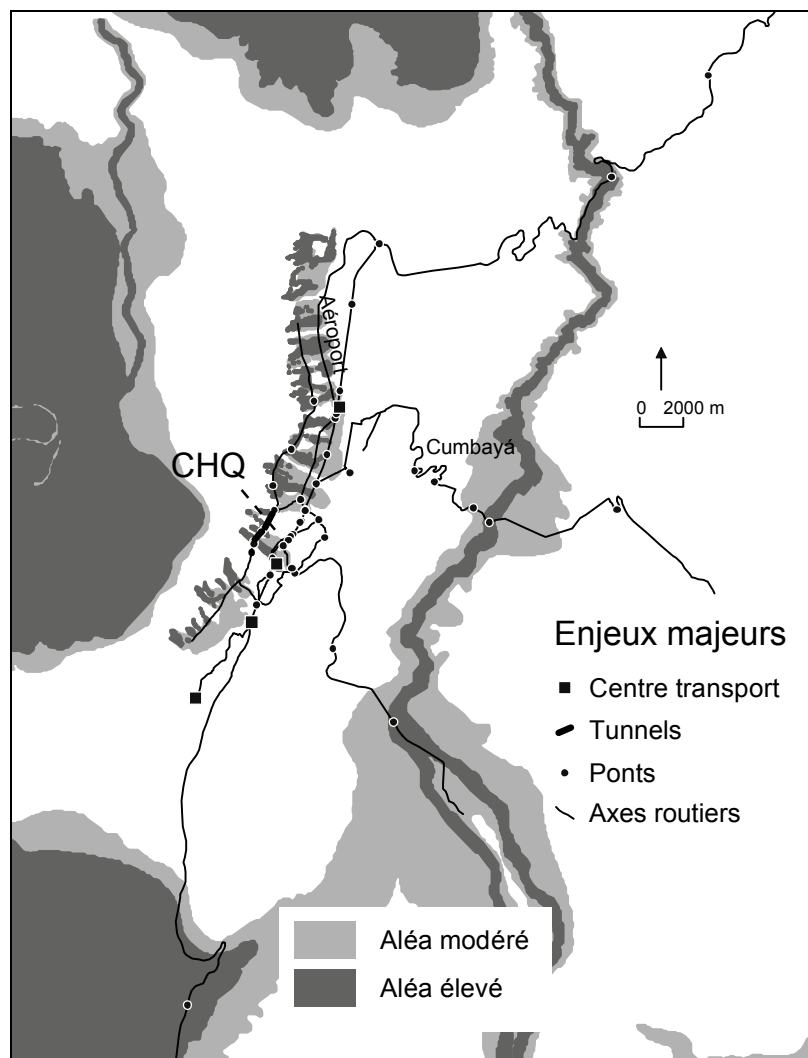 Aéroport
0 2000 m
Cumbayá
CHQ
Enjeux majeurs
Centre transport
Tunnels
Ponts
Axes routiers
Aléa modéré
Aléa élevé